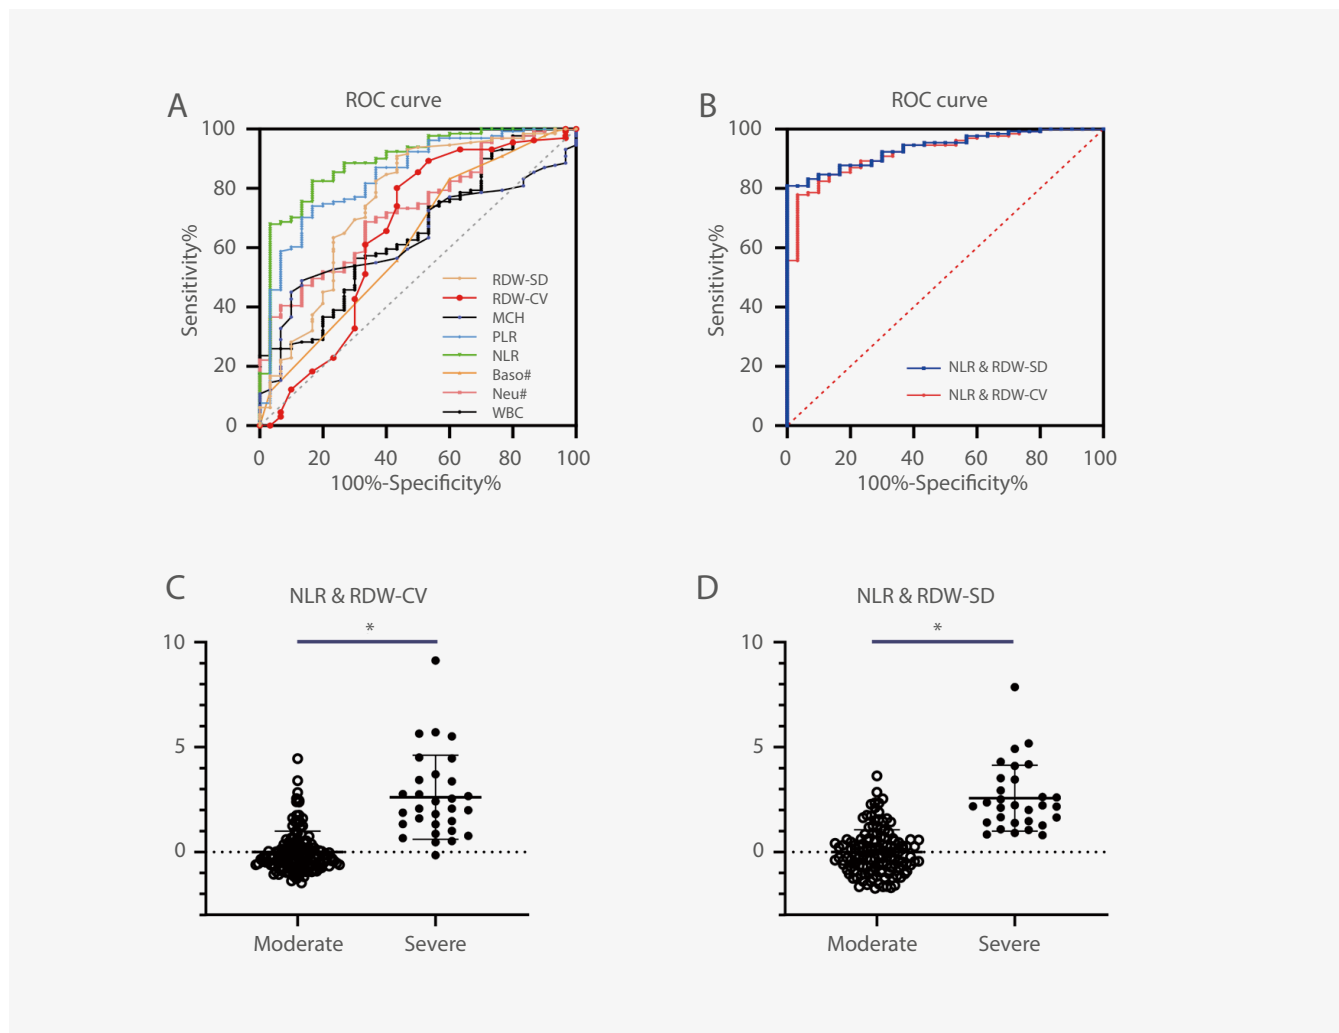 A
ROC curve
Sensitivity%
100
80
60
40
20
0
RDW-SD
RDW-CV
MCH
PLR
NLR
Baso#
Neu#
WBC
0 20 40 60 80 100
100%-Specificity%
B
ROC curve
Sensitivity%
100
80
60
40
20
0
NLR & RDW-SD
NLR & RDW-CV
0 20 40 60 80 100
100%-Specificity%
C
NLR & RDW-CV
*
10
5
0
Moderate Severe
D
NLR & RDW-SD
*
10
5
0
Moderate Severe